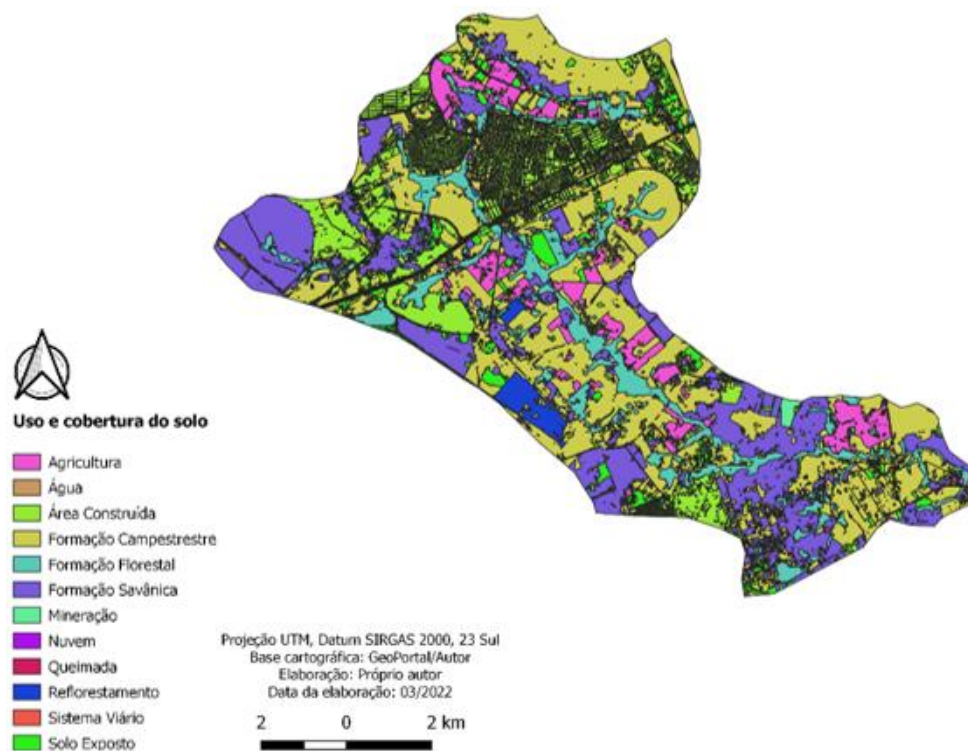 Uso e cobertura do solo
Agricultura
Água
Área Construída
Formação Campestrestre
Formação Florestal
Formação Savânica
Mineração
Nuvem
Queimada
Reflorestamento
Sistema Viário
Solo Exposto
Projeção UTM, Datum SIRGAS 2000, 23 Sul
Base cartográfica: GeoPortal/Autor
Elaboração: Próprio autor
Data da elaboração: 03/2022
2 0 2 km